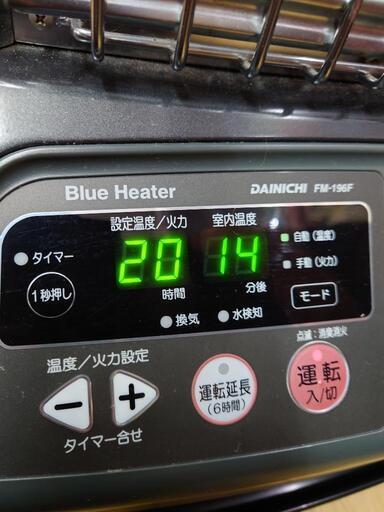 Blue Heater
DAINICHI FM-196F
設定温度/火力 室内温度
タイマー
20 14
自動(温度)
手動(火力)
1秒押し
時間 分後
モード
換気 水検知
点滅:消臭消火
温度/火力設定
- +
タイマー合せ
運転延長
(6時間)
運転
入/切